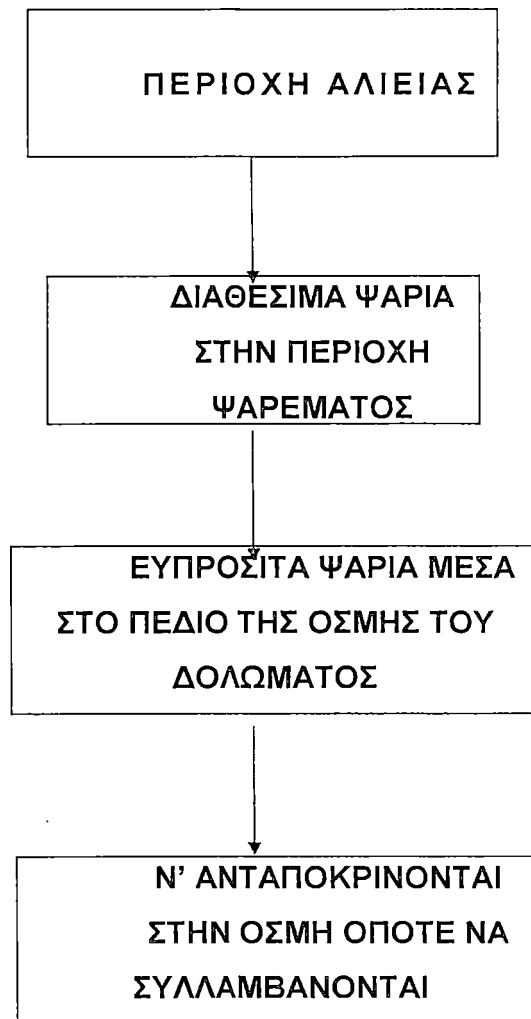 ΠΕΡΙΟΧΗ ΑΛΙΕΙΑΣ
ΔΙΑΘΕΣΙΜΑ ΨΑΡΙΑ
ΣΤΗΝ ΠΕΡΙΟΧΗ
ΨΑΡΕΜΑΤΟΣ
ΕΥΠΡΟΣΙΤΑ ΨΑΡΙΑ ΜΕΣΑ
ΣΤΟ ΠΕΔΙΟ ΤΗΣ ΟΣΜΗΣ ΤΟΥ
ΔΟΛΩΜΑΤΟΣ
Ν' ΑΝΤΑΠΟΚΡΙΝΟΝΤΑΙ
ΣΤΗΝ ΟΣΜΗ ΟΠΟΤΕ ΝΑ
ΣΥΛΛΑΜΒΑΝΟΝΤΑΙ